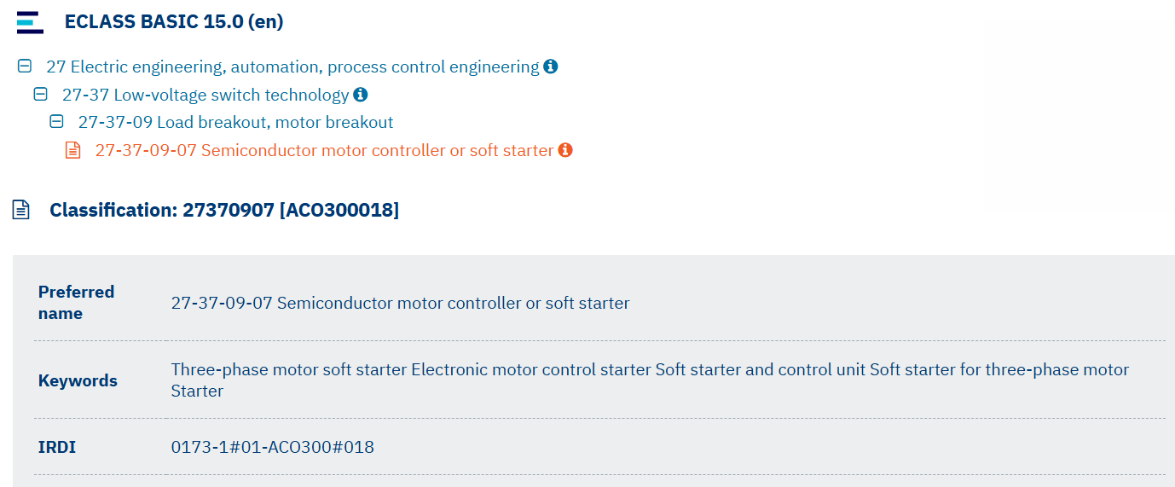 ECLASS BASIC 15.0 (en)
27 Electric engineering, automation, process control engineering
27-37 Low-voltage switch technology
27-37-09 Load breakout, motor breakout
27-37-09-07 Semiconductor motor controller or soft starter
Classification: 27370907 [ACO300018]
Preferred
name
27-37-09-07 Semiconductor motor controller or soft starter
Keywords
Three-phase motor soft starter Electronic motor control starter Soft starter and control unit Soft starter for three-phase motor
Starter
IRDI
0173-1#01-ACO300#018